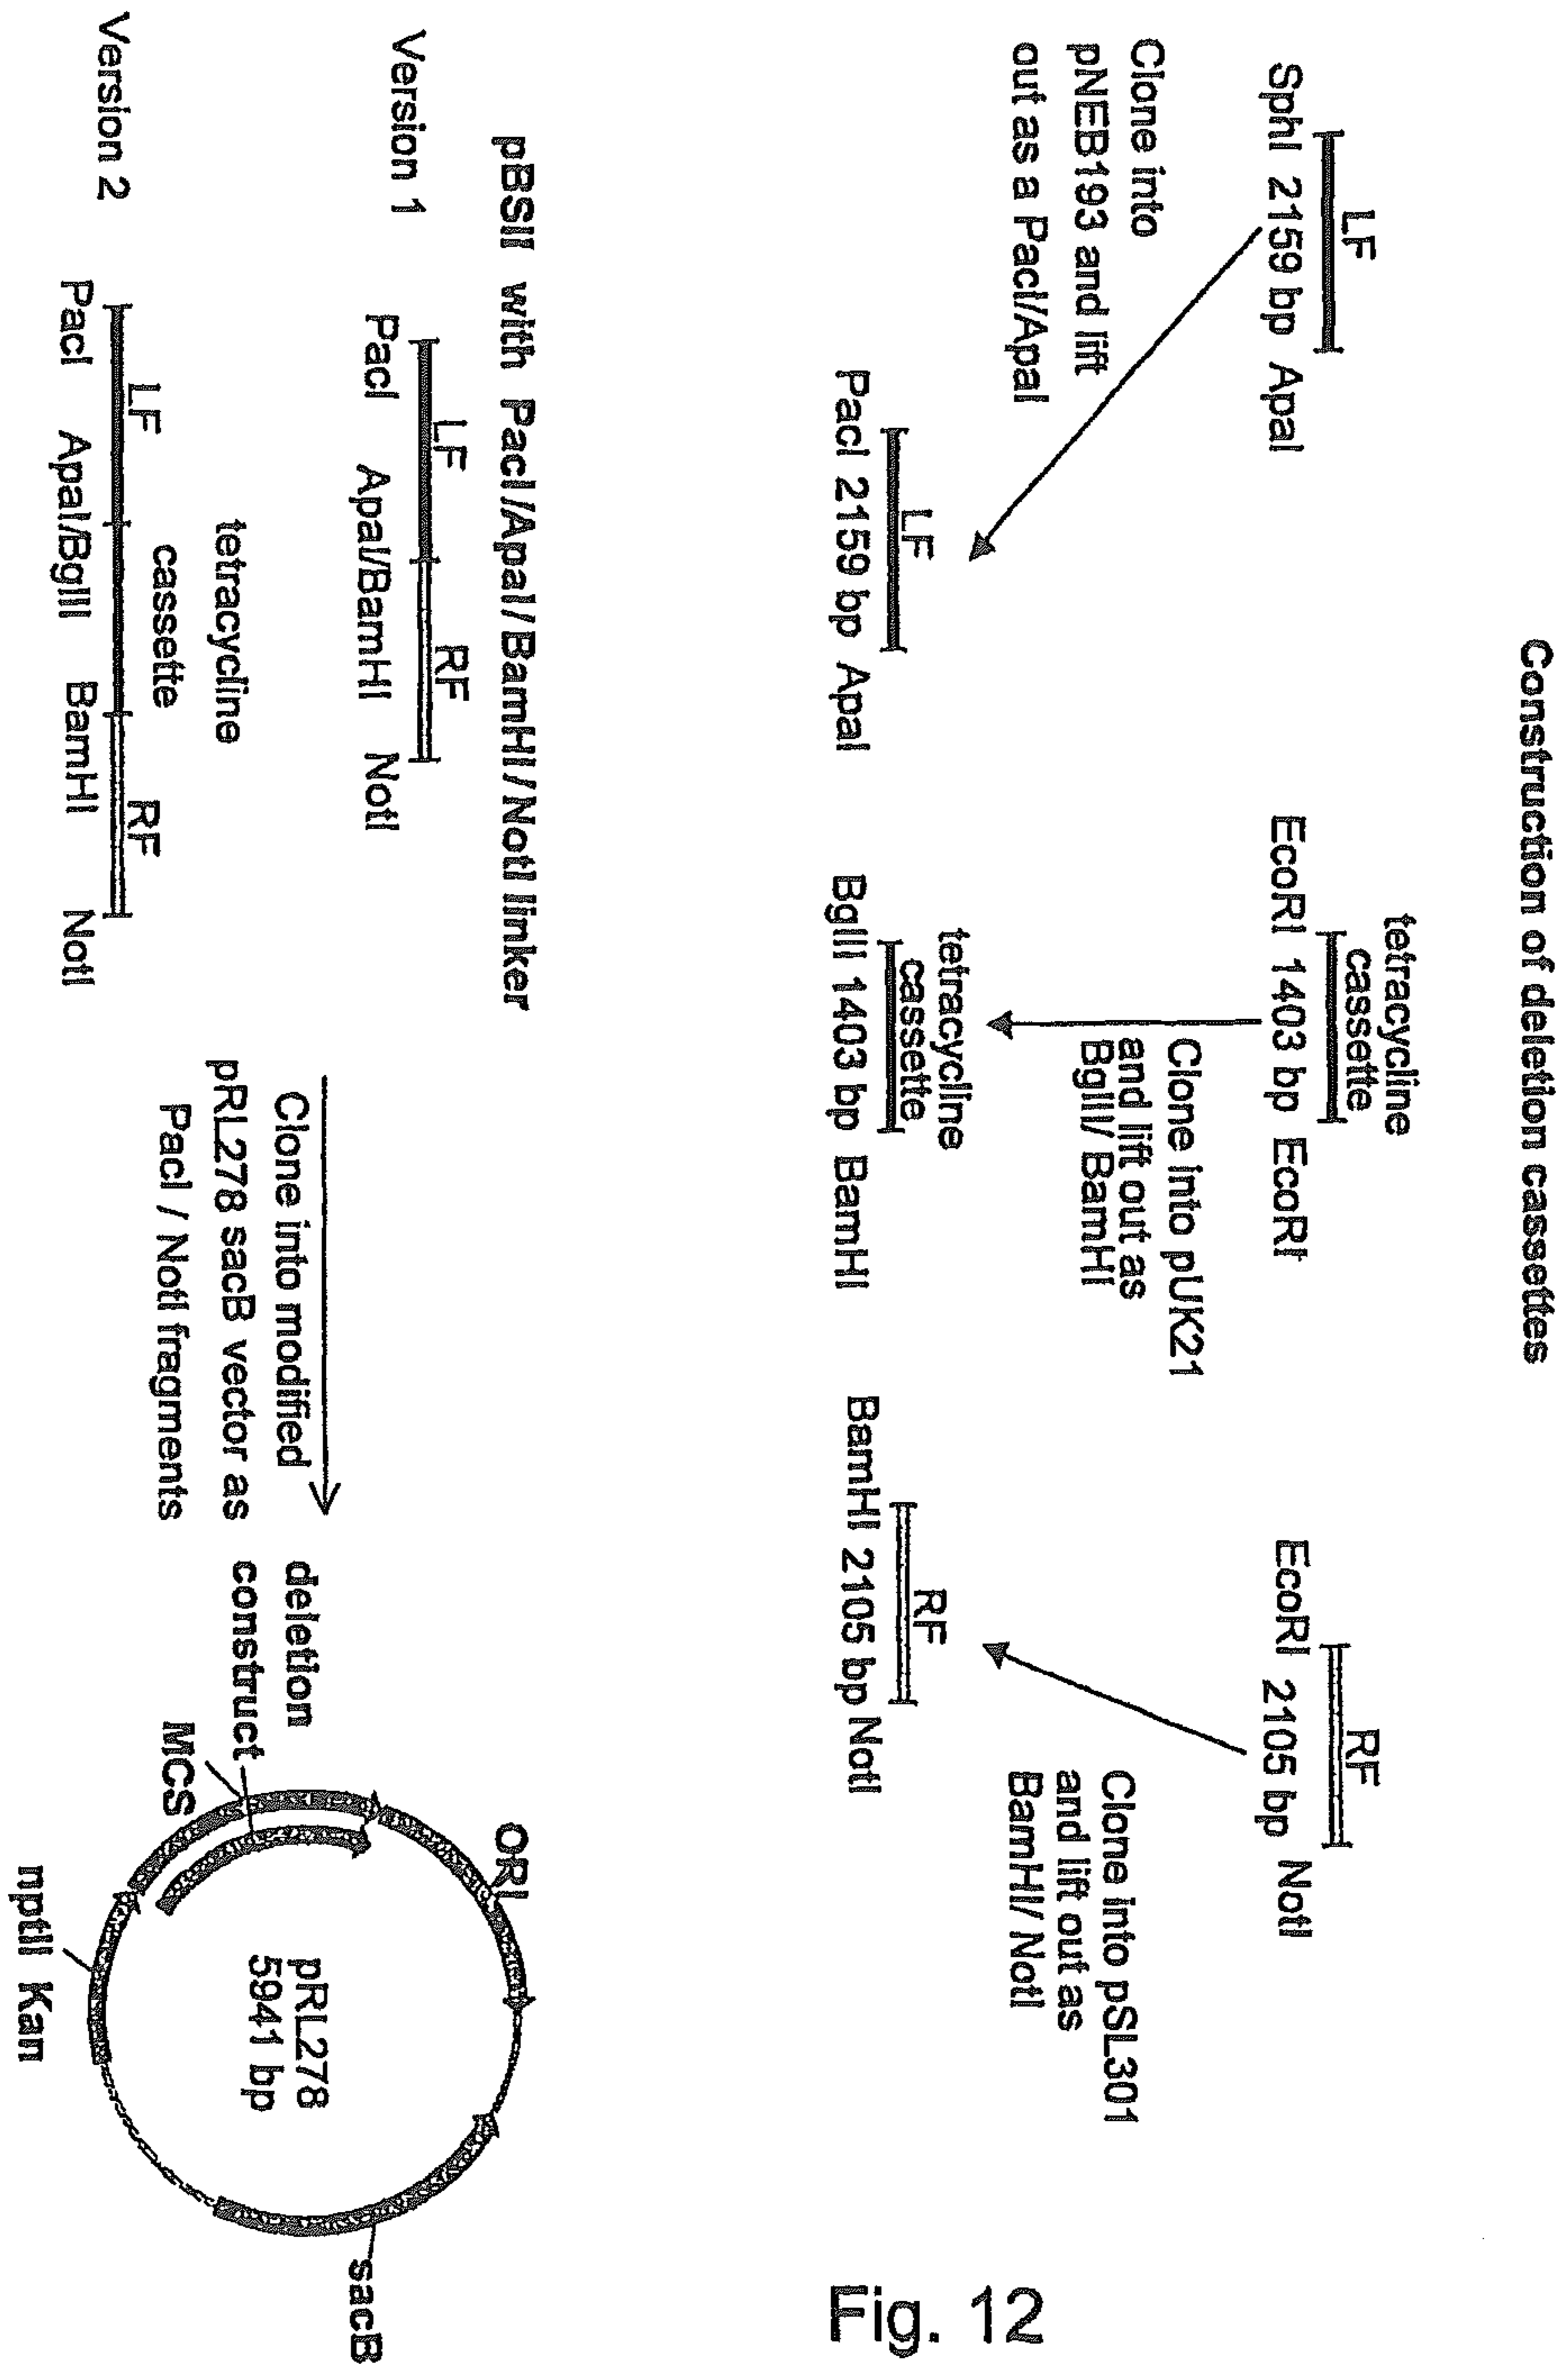 Construction of deletion cassettes
LF
SphI 2159 bp ApaI
Clone into
pNEB193 and lift
out as a PacI/ApaI
LF
PacI 2159 bp ApaI
tetracycline
cassette
EcoRI 1403 bp EcoRI
Clone into pUK21
and lift out as
BglII/ BamHI
tetracycline
cassette
BglII 1403 bp BamHI
RF
EcoRI 2105 bp NotI
Clone into pSL301
and lift out as
BamHI/ NotI
RF
BamHI 2105 bp NotI
pBSII with PacI/ApaI/BamHI/NotI linker
Version 1
LF RF
PacI ApaI/BamHI NotI
Version 2
tetracycline
cassette
LF RF
PacI ApaI/BglII BamHI NotI
Clone into modified
pRL278 sacB vector as
PacI / NotI fragments
deletion
construct
MCS
ORI
pRL278
5941 bp
nptII Kan
sacB
Fig. 12